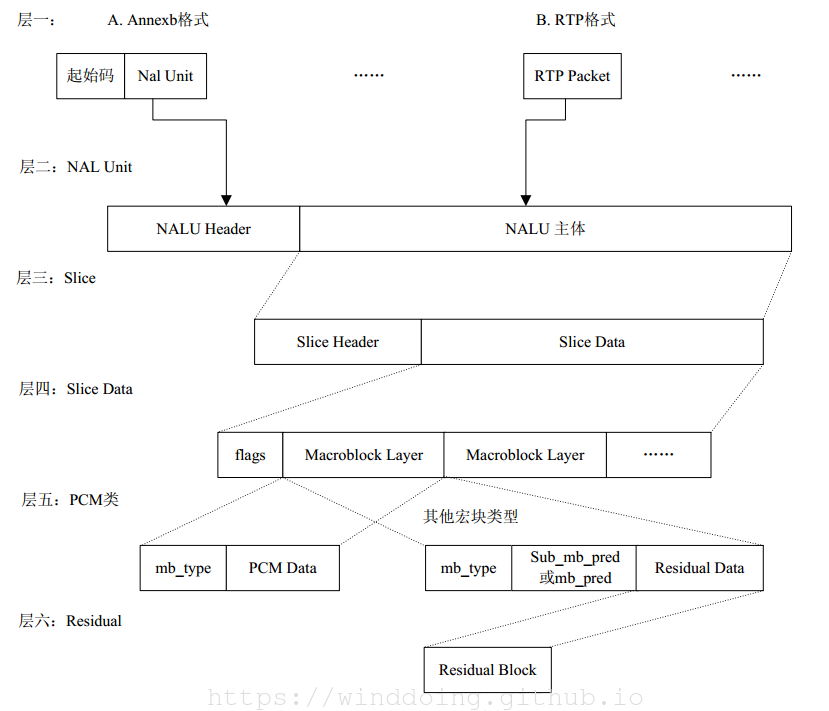 层一： A. Annexb格式 B. RTP格式
起始码 Nal Unit …… RTP Packet ……
层二：NAL Unit
NALU Header NALU 主体
层三：Slice
Slice Header Slice Data
层四：Slice Data
flags Macroblock Layer Macroblock Layer ……
层五：PCM类
其他宏块类型
mb_type PCM Data mb_type Sub_mb_pred 或mb_pred Residual Data
层六：Residual
Residual Block
https://winddoing.github.io